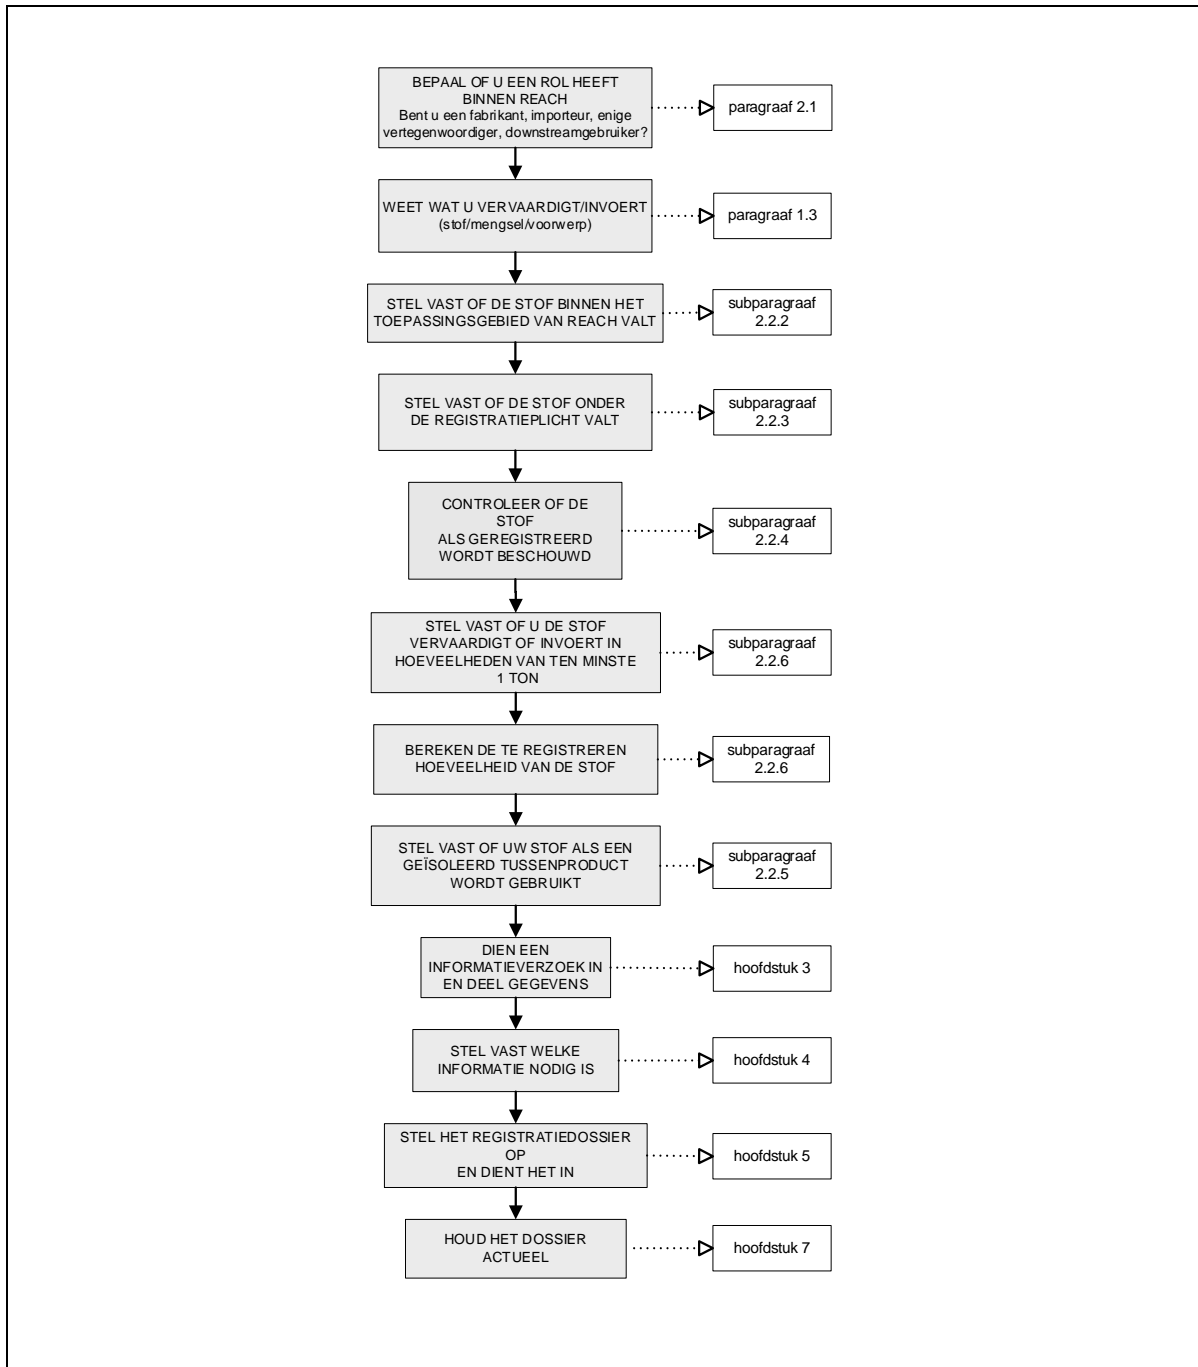 BEPAAL OF U EEN ROL HEEFT
BINNEN REACH
Bent u een fabrikant, importeur, enige
vertegenwoordiger, downstreamgebruiker?
paragraaf 2.1
WEET WAT U VERVAARDIGT/INVOERT
(stof/mengsel/voorwerp)
paragraaf 1.3
STEL VAST OF DE STOF BINNEN HET
TOEPASSINGSGEBIED VAN REACH VALT
subparagraaf
2.2.2
STEL VAST OF DE STOF ONDER
DE REGISTRATIEPLICHT VALT
subparagraaf
2.2.3
CONTROLEER OF DE
STOF
ALS GEREGISTREERD
WORDT BESCHOUWD
subparagraaf
2.2.4
STEL VAST OF U DE STOF
VERVAARDIGT OF INVOERT IN
HOEVEELHEDEN VAN TEN MINSTE
1 TON
subparagraaf
2.2.6
BEREKEN DE TE REGISTREREN
HOEVEELHEID VAN DE STOF
subparagraaf
2.2.6
STEL VAST OF UW STOF ALS EEN
GEÏSOLEERD TUSSENPRODUCT
WORDT GEBRUIKT
subparagraaf
2.2.5
DIEN EEN
INFORMATIEVERZOEK IN
EN DEEL GEGEVENS
hoofdstuk 3
STEL VAST WELKE
INFORMATIE NODIG IS
hoofdstuk 4
STEL HET REGISTRATIEDOSSIER
OP
EN DIENT HET IN
hoofdstuk 5
HOUD HET DOSSIER
ACTUEEL
hoofdstuk 7